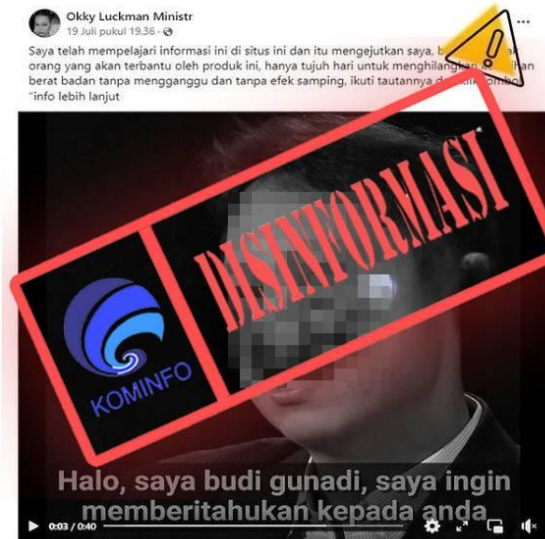 Okky Luckman Ministr
19 Juli pukul 19.36 ·
Saya telah mempelajari informasi ini di situs ini dan itu mengejutkan saya,
orang yang akan terbantu oleh produk ini, hanya tujuh hari untuk menghilangkan
berat badan tanpa mengganggu dan tanpa efek samping, ikuti tautannya
"info lebih lanjut
DISINFORMASI
KOMINFO
Halo, saya budi gunadi, saya ingin
memberitahukan kepada anda
0:03 / 0:40